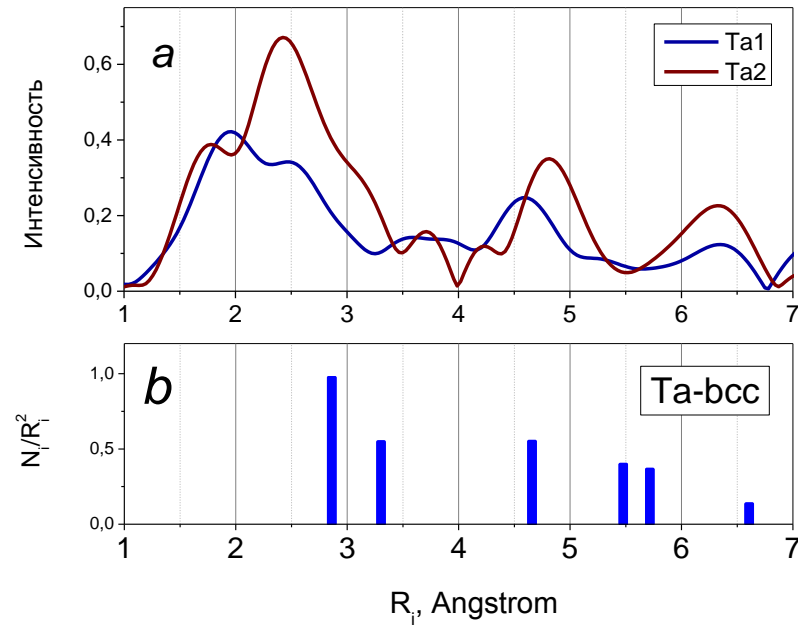 a
Ta1
Ta2
Интенсивность
0,6
0,4
0,2
0,0
1 2 3 4 5 6 7
b
Ta-bcc
N_i/R_i^2
1,0
0,5
0,0
1 2 3 4 5 6 7
R_i, Angstrom